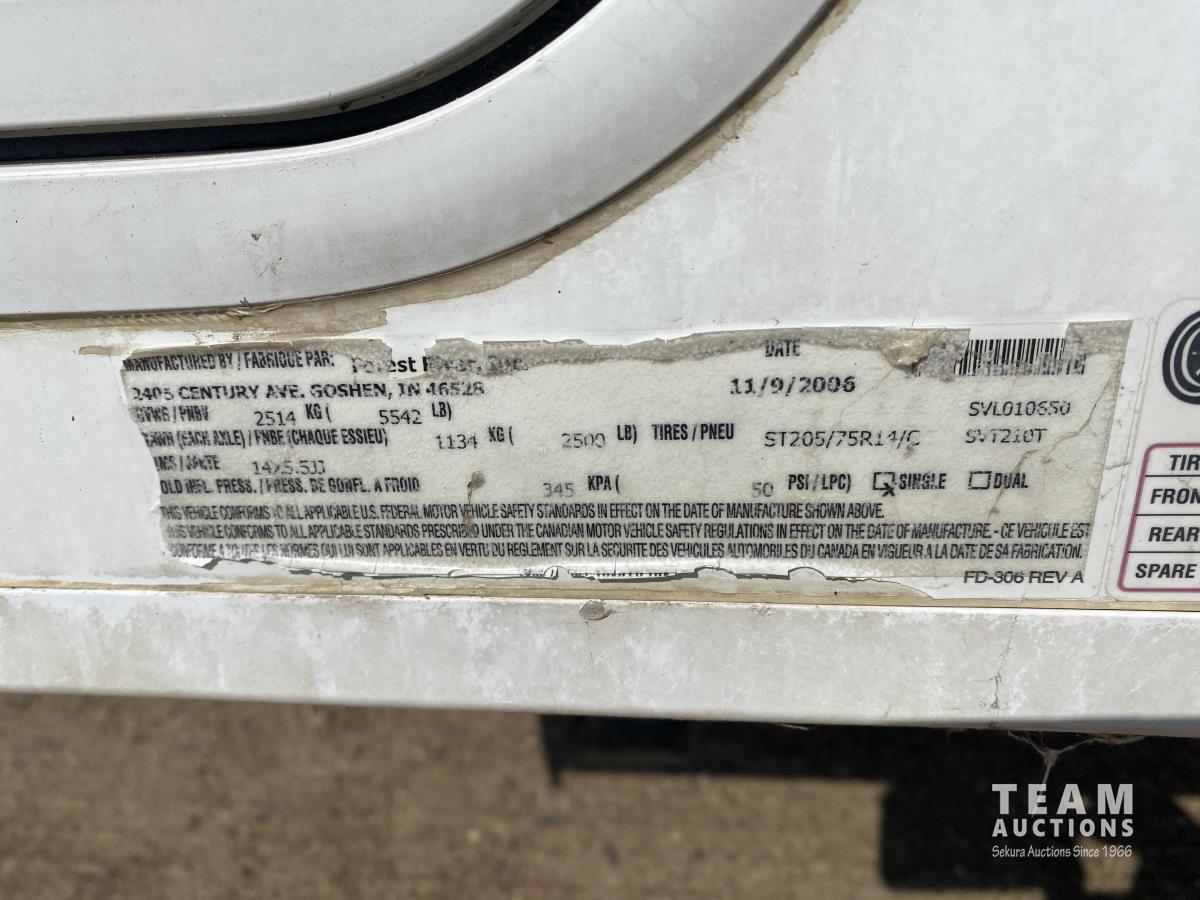 MANUFACTURED BY / FABRIQUE PAR: Forest River, Inc. DATE
2405 CENTURY AVE. GOSHEN, IN 46528 11/9/2006
GVWR / PNBV 2514 KG ( 5542 LB) SVL010650
(EACH AXLE) / PNBE (CHAQUE ESSIEU) 1134 KG ( 2500 LB) TIRES / PNEU ST205/75R14/C SVT210T
RIMS / JANTE 14X5.5JJ
OLD INFL. PRESS. / PRESS. DE GONFL. A FROID 345 KPA ( 50 PSI / LPC) SINGLE DUAL
THIS VEHICLE CONFORMS TO ALL APPLICABLE U.S. FEDERAL MOTOR VEHICLE SAFETY STANDARDS IN EFFECT ON THE DATE OF MANUFACTURE SHOWN ABOVE.
THIS VEHICLE CONFORMS TO ALL APPLICABLE STANDARDS PRESCRIBED UNDER THE CANADIAN MOTOR VEHICLE SAFETY REGULATIONS IN EFFECT ON THE DATE OF MANUFACTURE. - CE VEHICULE EST
CONFORME A TOUTES LES NORMES QUI LUI SONT APPLICABLES EN VERTU DU REGLEMENT SUR LA SECURITE DES VEHICULES AUTOMOBILES DU CANADA EN VIGUEUR A LA DATE DE SA FABRICATION.
FD-306 REV A
TIR
FRON
REAR
SPARE
TEAM
AUCTIONS
Sekura Auctions Since 1966